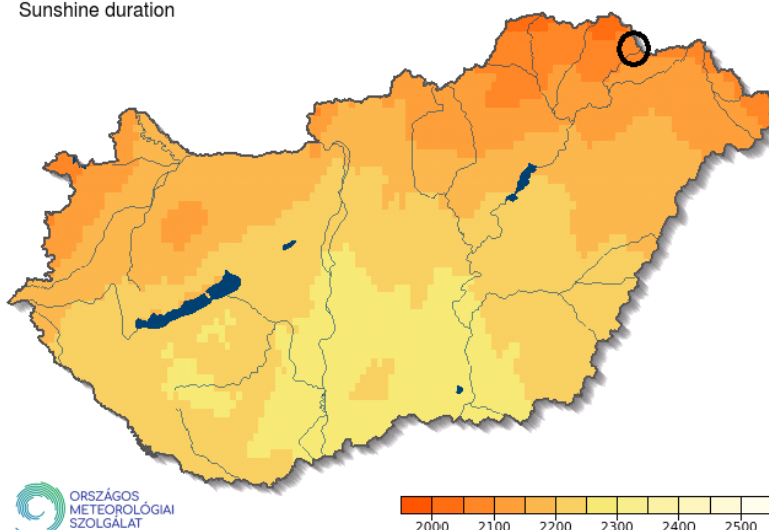 Sunshine duration
ORSZÁGOS
METEOROLÓGIAI
SZOLGÁLAT
2000 2100 2200 2300 2400 2500